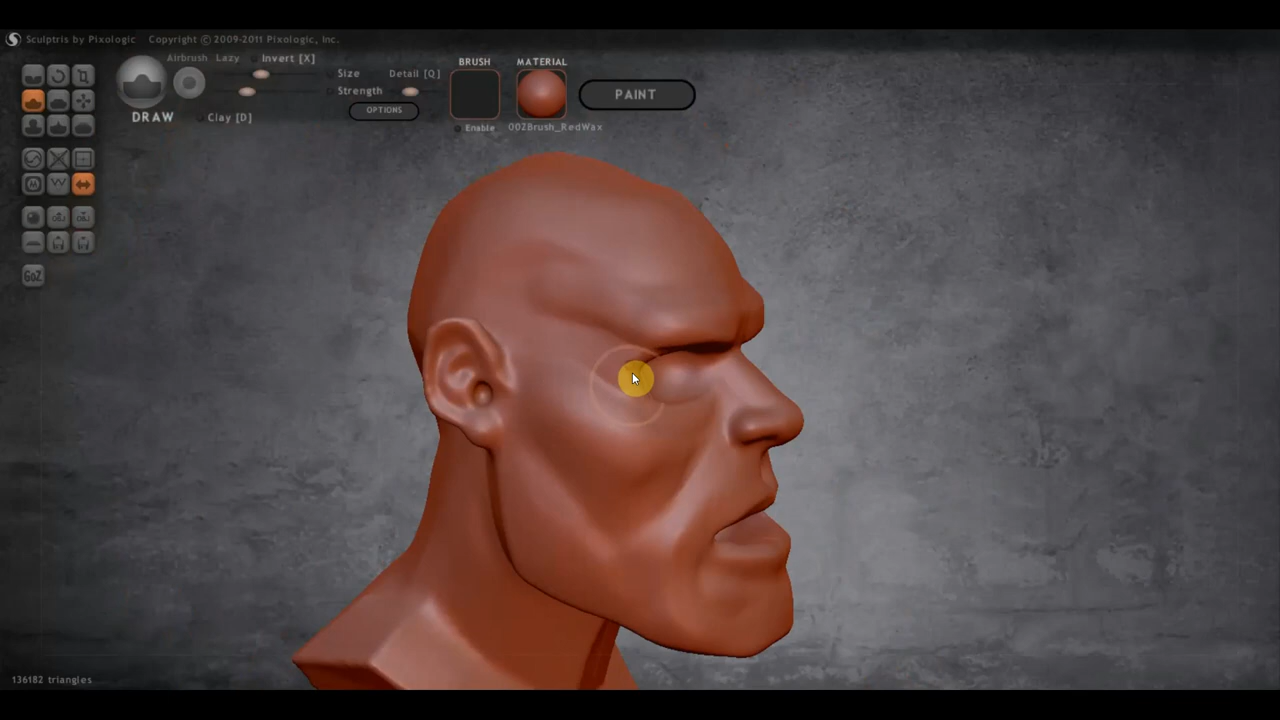 Sculptris by Pixologic Copyright © 2009-2011 Pixologic, Inc.
Airbrush Lazy Invert [X]
Size Detail [Q]
Strength
OPTIONS
DRAW
Clay [D]
BRUSH
Enable
MATERIAL
00ZBrush_RedWax
PAINT
GoZ
136182 triangles